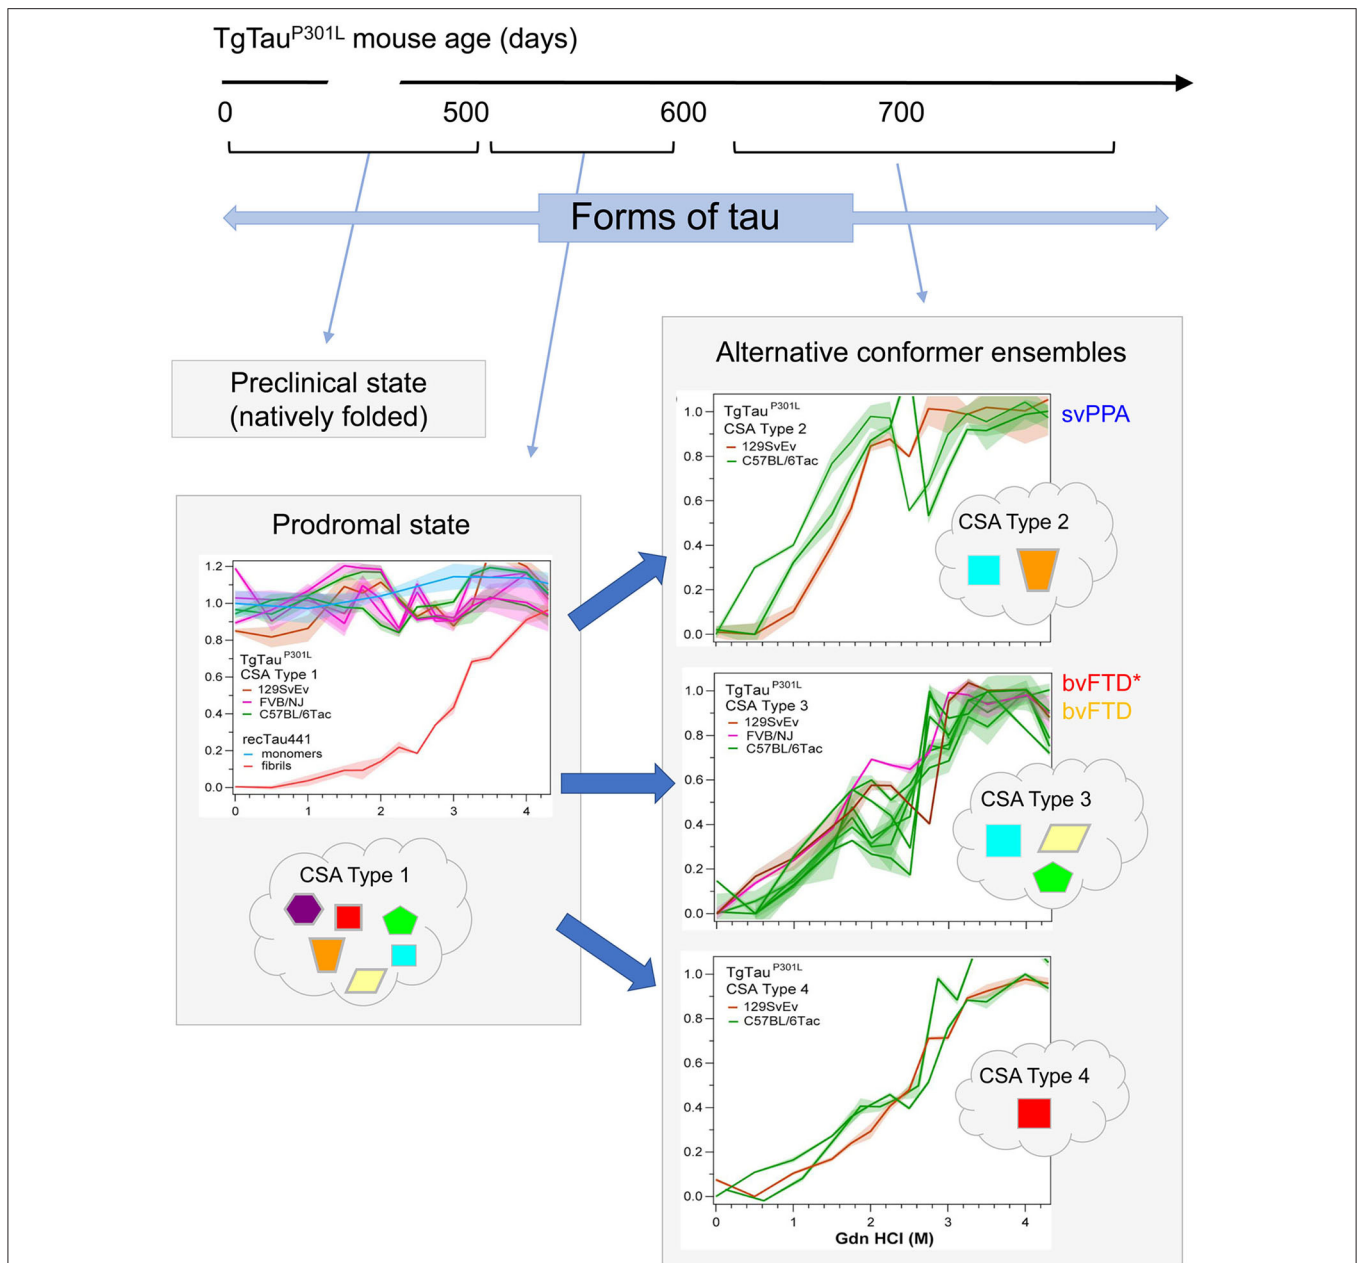 TgTau^P301L mouse age (days)
0 500 600 700
Forms of tau
Preclinical state
(natively folded)
Prodromal state
1.2
1.0
0.8
0.6
0.4
0.2
0.0
TgTau^P301L
CSA Type 1
129SvEv
FVB/NJ
C57BL/6Tac
recTau441
monomers
fibrils
0 1 2 3 4
CSA Type 1
Alternative conformer ensembles
1.0
0.8
0.6
0.4
0.2
0.0
TgTau^P301L
CSA Type 2
129SvEv
C57BL/6Tac
svPPA
CSA Type 2
1.0
0.8
0.6
0.4
0.2
0.0
TgTau^P301L
CSA Type 3
129SvEv
FVB/NJ
C57BL/6Tac
bvFTD*
bvFTD
CSA Type 3
1.0
0.8
0.6
0.4
0.2
0.0
TgTau^P301L
CSA Type 4
129SvEv
C57BL/6Tac
CSA Type 4
0 1 2 3 4
Gdn HCl (M)